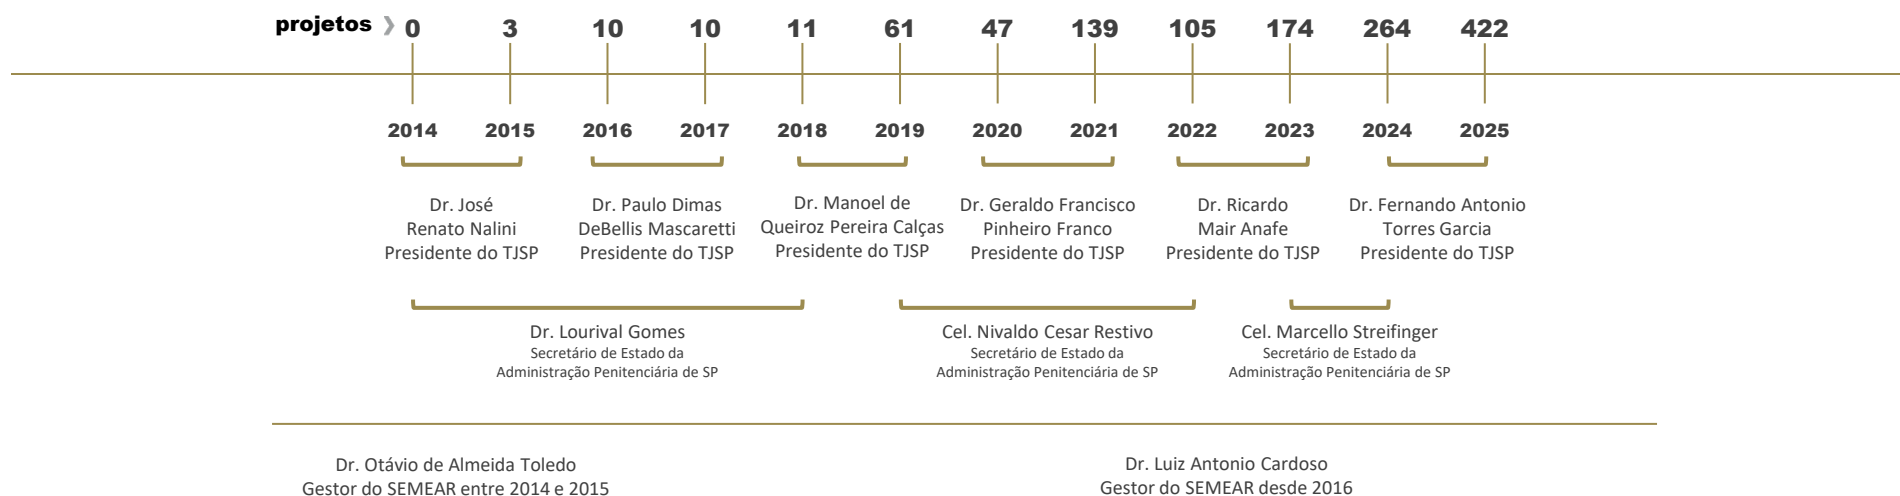 projetos 0 3 10 10 11 61 47 139 105 174 264 422
2014 2015 2016 2017 2018 2019 2020 2021 2022 2023 2024 2025
Dr. José
Renato Nalini
Presidente do TJSP
Dr. Paulo Dimas
DeBellis Mascaretti
Presidente do TJSP
Dr. Manoel de
Queiroz Pereira Calças
Presidente do TJSP
Dr. Geraldo Francisco
Pinheiro Franco
Presidente do TJSP
Dr. Ricardo
Mair Anafe
Presidente do TJSP
Dr. Fernando Antonio
Torres Garcia
Presidente do TJSP
Dr. Lourival Gomes
Secretário de Estado da
Administração Penitenciária de SP
Cel. Nivaldo Cesar Restivo
Secretário de Estado da
Administração Penitenciária de SP
Cel. Marcello Streifinger
Secretário de Estado da
Administração Penitenciária de SP
Dr. Otávio de Almeida Toledo
Gestor do SEMEAR entre 2014 e 2015
Dr. Luiz Antonio Cardoso
Gestor do SEMEAR desde 2016